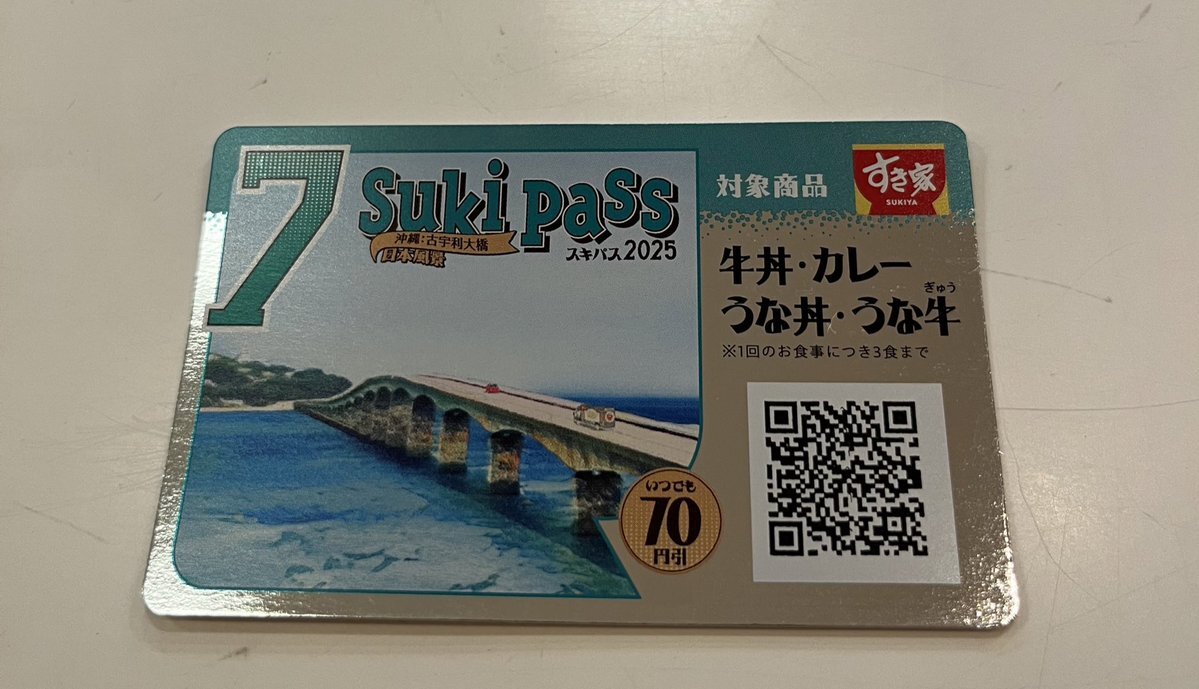 7
Suki pass
沖縄:古宇利大橋
日本風景
スキパス2025
いつでも
70
円引
対象商品
すき家
SUKIYA
牛丼・カレー
ぎゅう
うな丼・うな牛
※1回のお食事につき3食まで